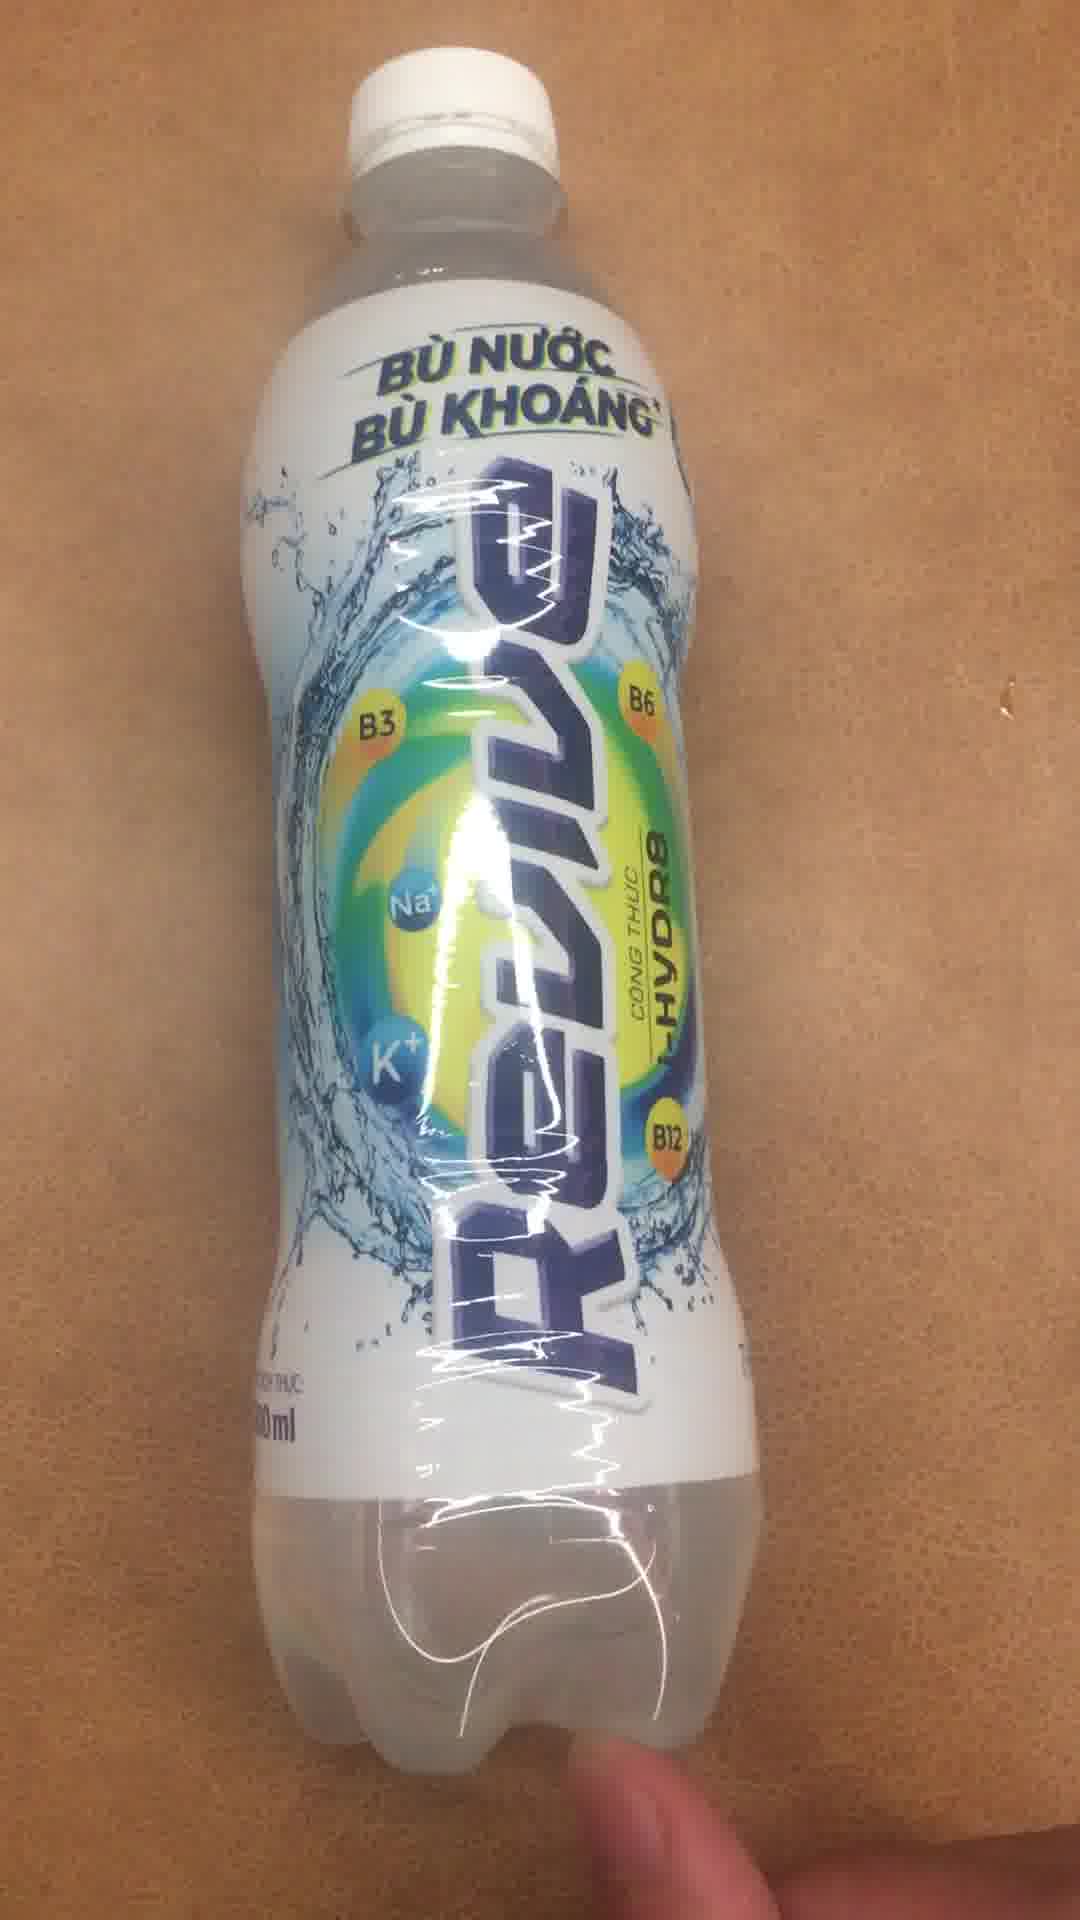 BÙ NƯỚC
BÙ KHOÁNG+
Revive
B3
B6
Na+
K+
CÔNG THỨC
HYDR8
B12